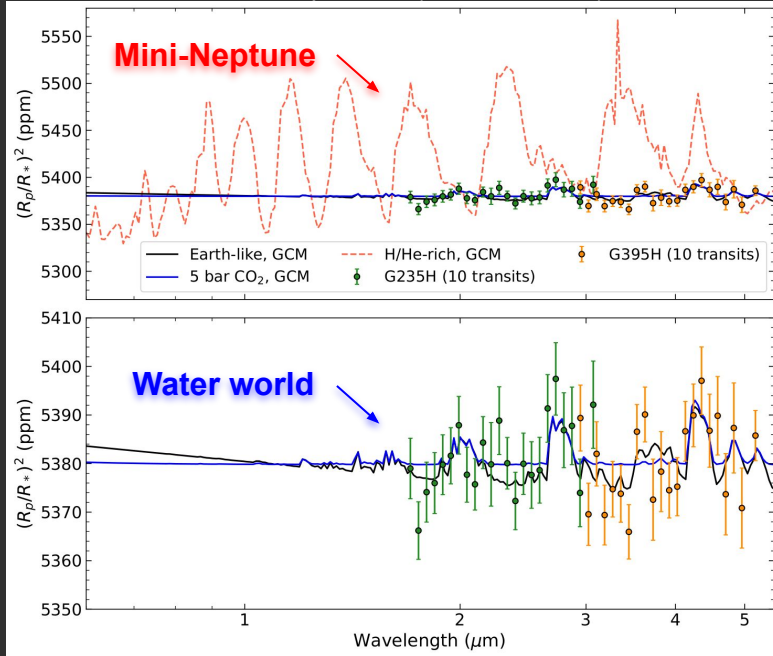 Mini-Neptune
(Rp/R*)² (ppm)
5550
5500
5450
5400
5350
5300
Earth-like, GCM
5 bar CO₂, GCM
H/He-rich, GCM
G235H (10 transits)
G395H (10 transits)
Water world
(Rp/R*)² (ppm)
5410
5400
5390
5380
5370
5360
5350
1 2 3 4 5
Wavelength (μm)